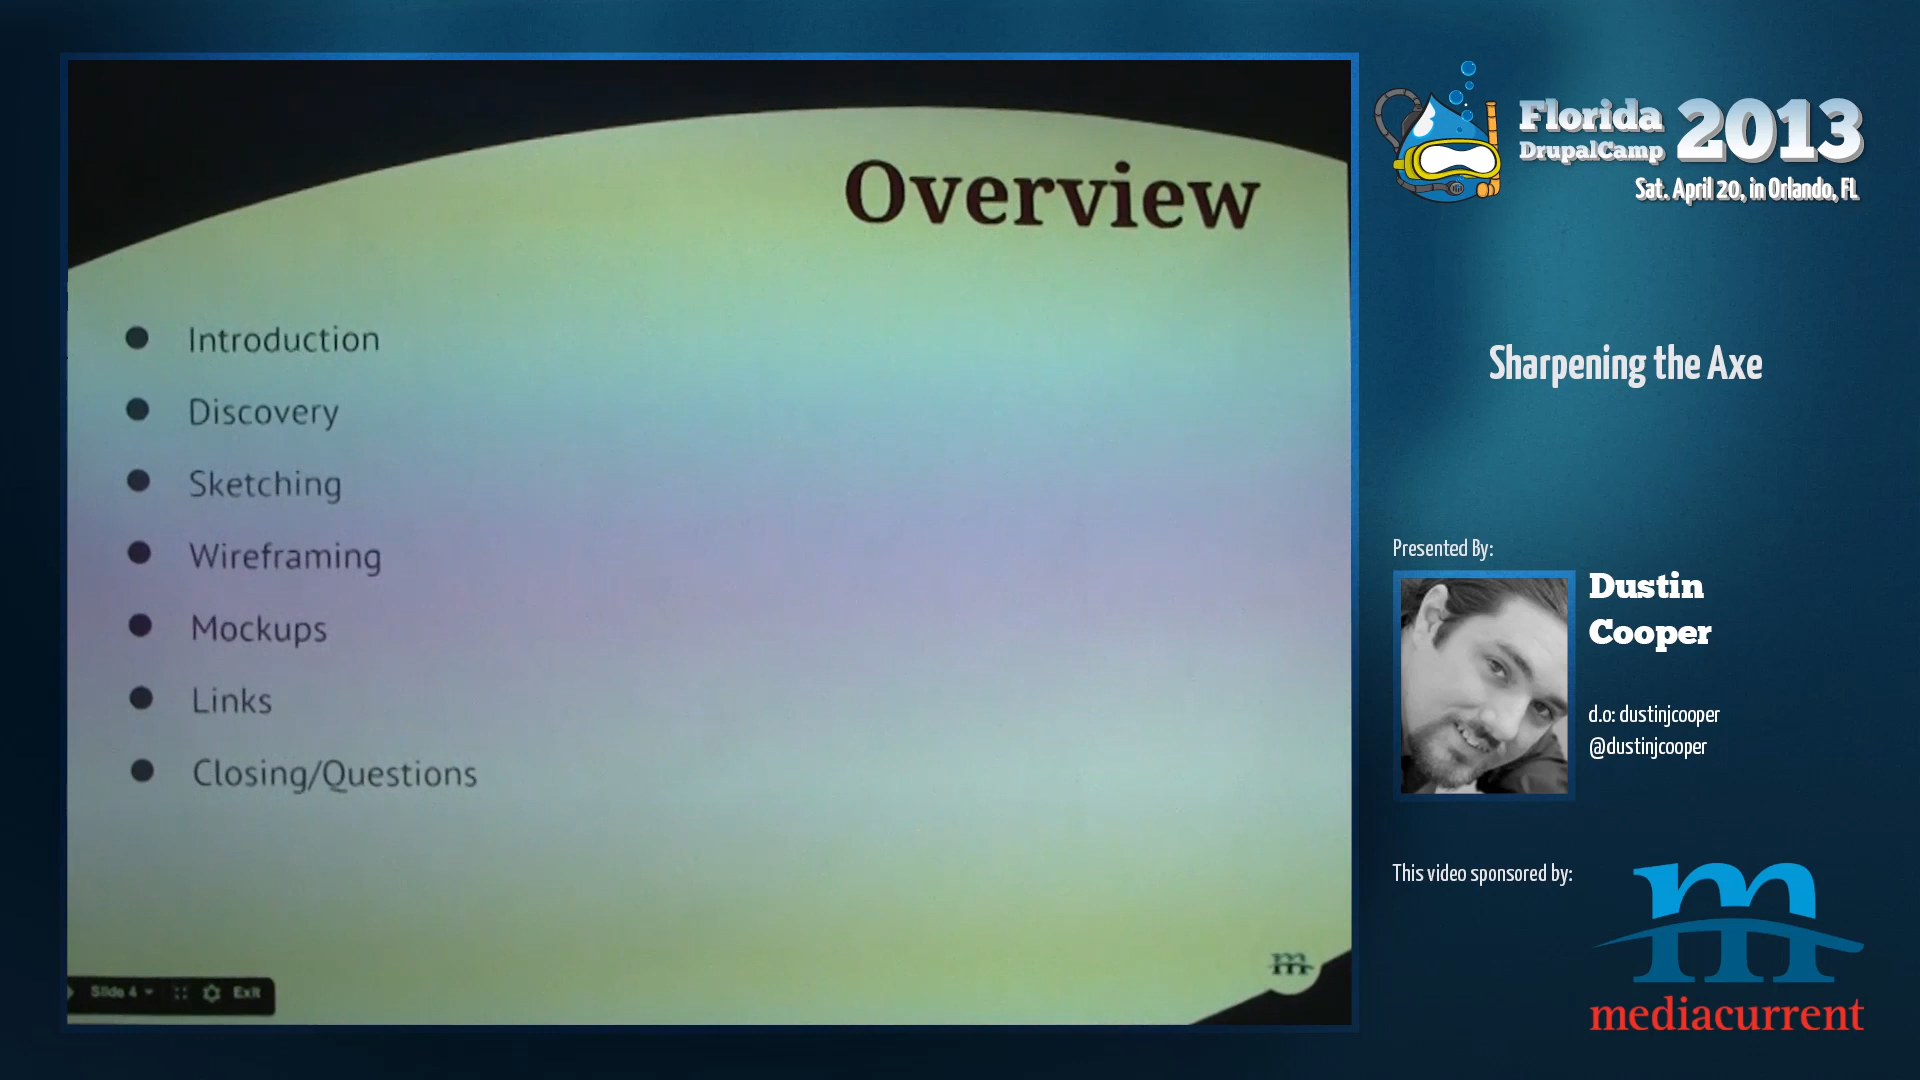 Overview
Introduction
Discovery
Sketching
Wireframing
Mockups
Links
Closing/Questions
m
Slide 4
Exit
Florida
DrupalCamp
2013
Sat. April 20, in Orlando, FL
Sharpening the Axe
Presented By:
Dustin
Cooper
d.o: dustinjcooper
@dustinjcooper
This video sponsored by:
m
mediacurrent